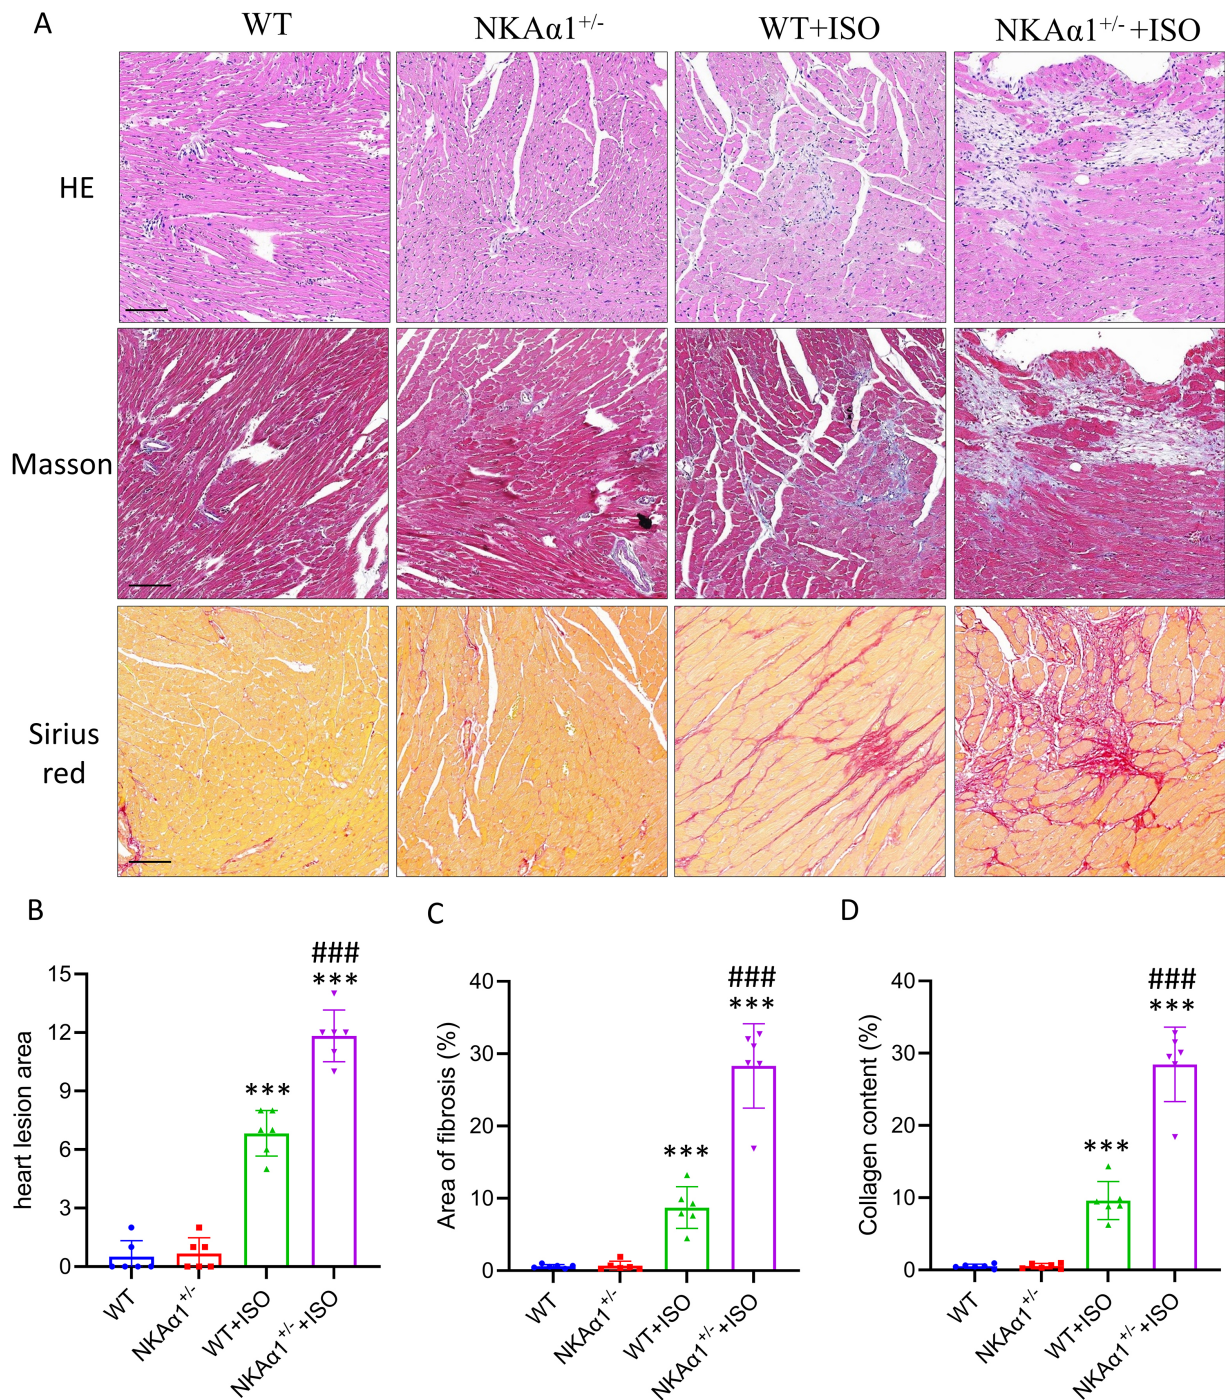 A
WT
NKAα1+/-
WT+ISO
NKAα1+/- +ISO
HE
Masson
Sirius
red
B
C
D
heart lesion area
15
12
9
6
3
0
***
###
***
WT
NKAα1+/-
WT+ISO
NKAα1+/- +ISO
Area of fibrosis (%)
40
30
20
10
0
***
###
***
WT
NKAα1+/-
WT+ISO
NKAα1+/- +ISO
Collagen content (%)
40
30
20
10
0
***
###
***
WT
NKAα1+/-
WT+ISO
NKAα1+/- +ISO